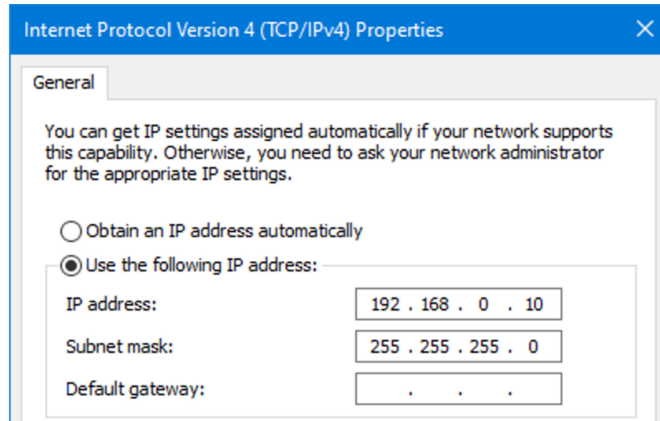 Internet Protocol Version 4 (TCP/IPv4) Properties
General
You can get IP settings assigned automatically if your network supports
this capability. Otherwise, you need to ask your network administrator
for the appropriate IP settings.
Obtain an IP address automatically
Use the following IP address:
IP address: 192 . 168 . 0 . 10
Subnet mask: 255 . 255 . 255 . 0
Default gateway: . . .